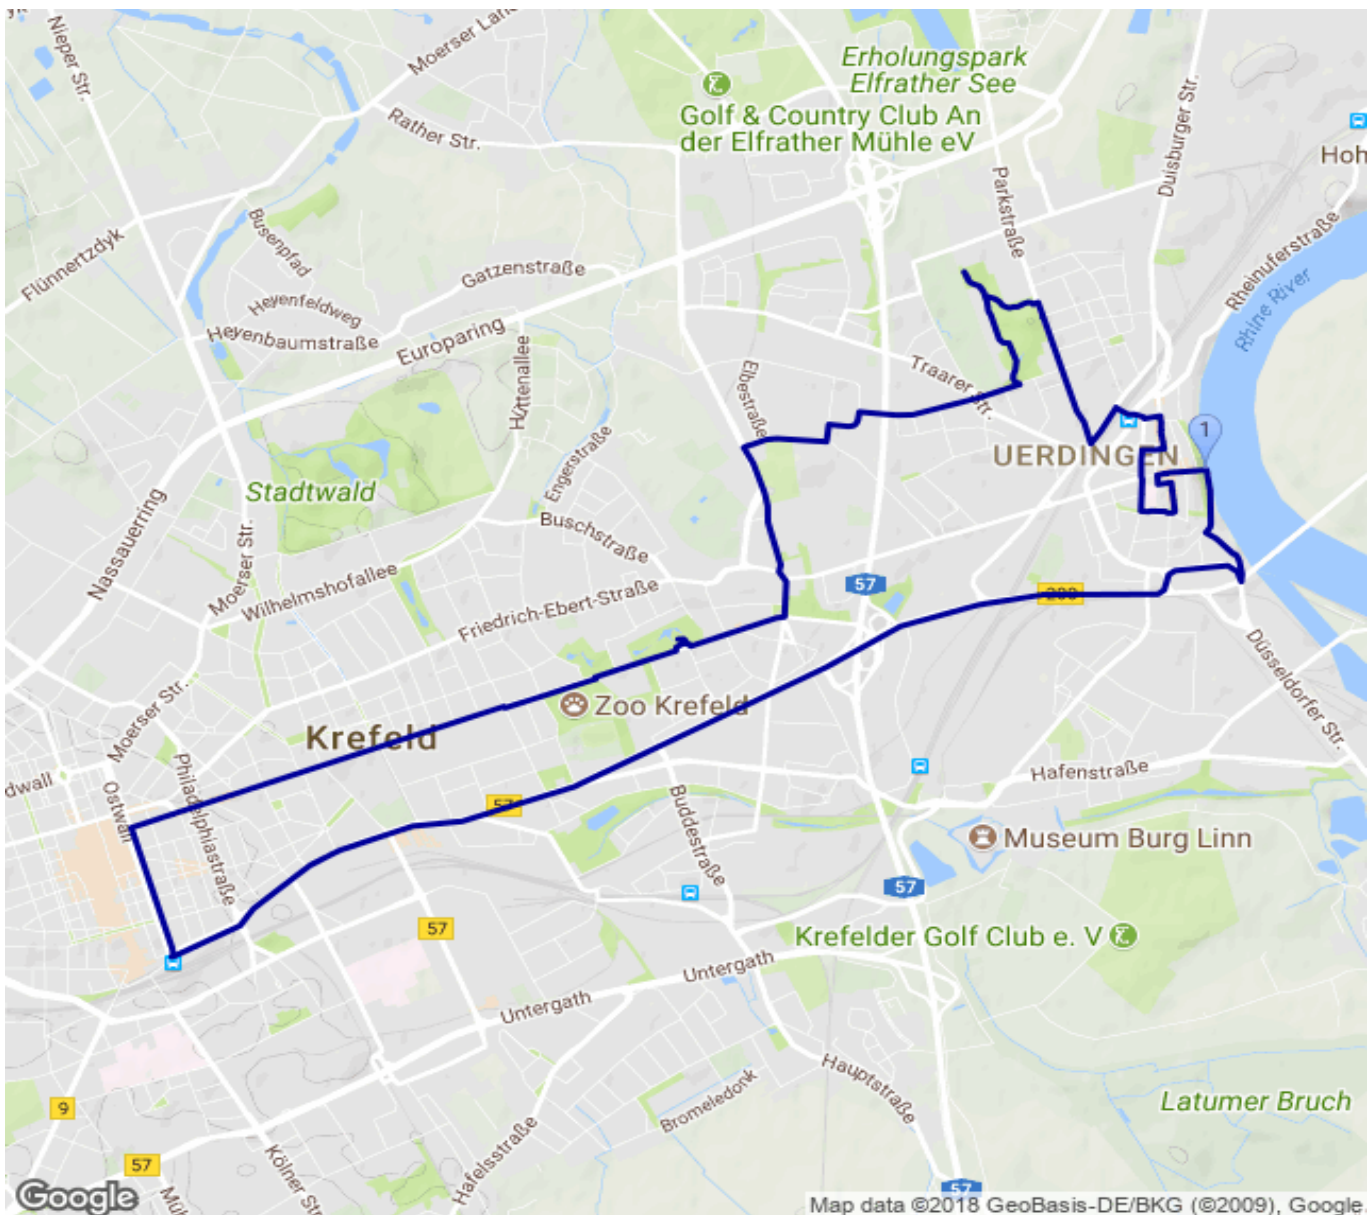 Nieper Str.
Moerser Lan
Rather Str.
Erholungspark
Elfrather See
Golf & Country Club An
der Elfrather Mühle eV
Duisburger Str.
Hoh
Parkstraße
Busenpfad
Flünnertzdyk
Gatzenstraße
Heyenfeldweg
Heyenbaumstraße
Europaring
Rheinuferstraße
Rhine River
Hüttenallee
Elbestraße
Traarer Str.
1
UERDINGEN
Stadtwald
Engerstraße
Buschstraße
Nassauerring
Moerser Str.
Wilhelmshofallee
Friedrich-Ebert-Straße
57
Düsseldorfer Str.
Moerser Str.
Zoo Krefeld
Krefeld
dwall
Ostwall
Philadelphiastraße
57
Hafenstraße
Buddestraße
Museum Burg Linn
57
57
Krefelder Golf Club e. V
Untergath
Untergath
Hauptstraße
Bromeledonk
Latumer Bruch
9
57
Kölner Str
Hafelsstraße
57
Google
Map data ©2018 GeoBasis-DE/BKG (©2009), Google